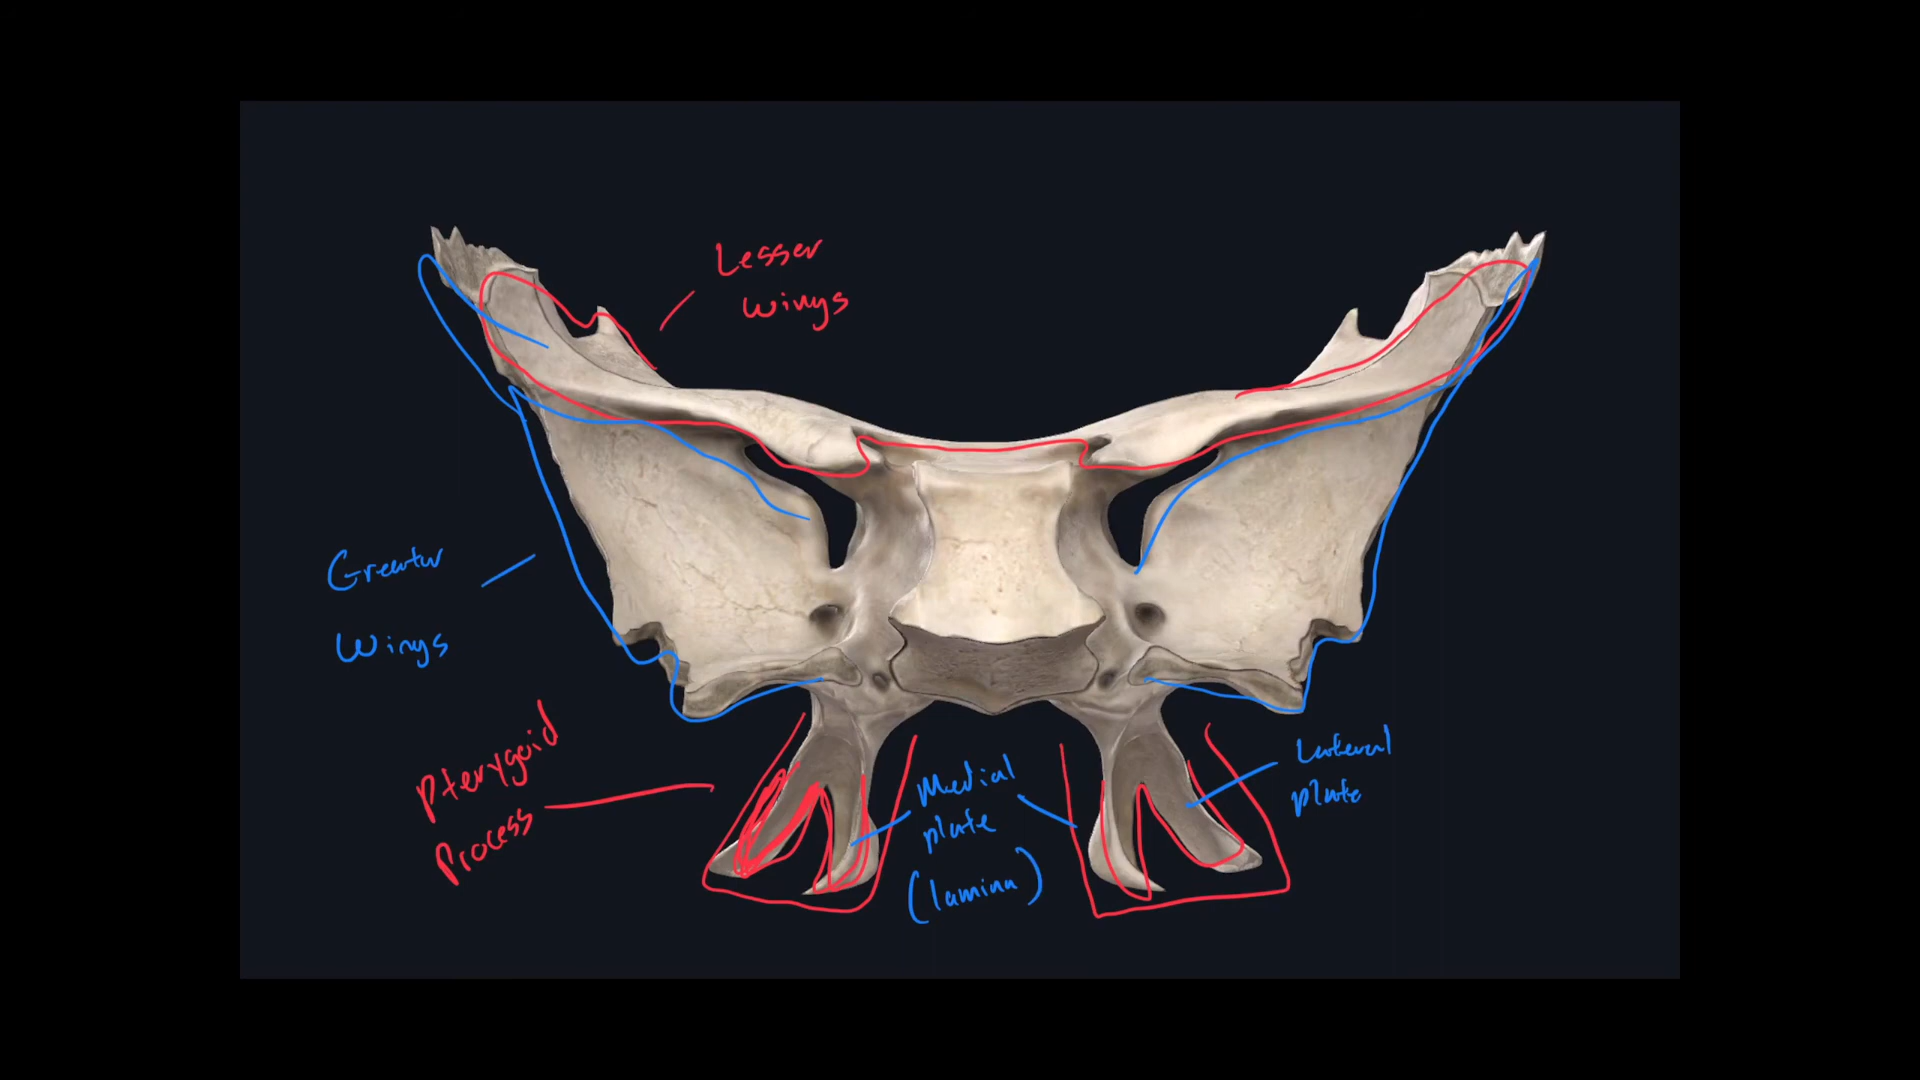 Lesser
wings
Greater
Wings
Pterygoid
Process
Medial
plate
(lamina)
Lateral
plate